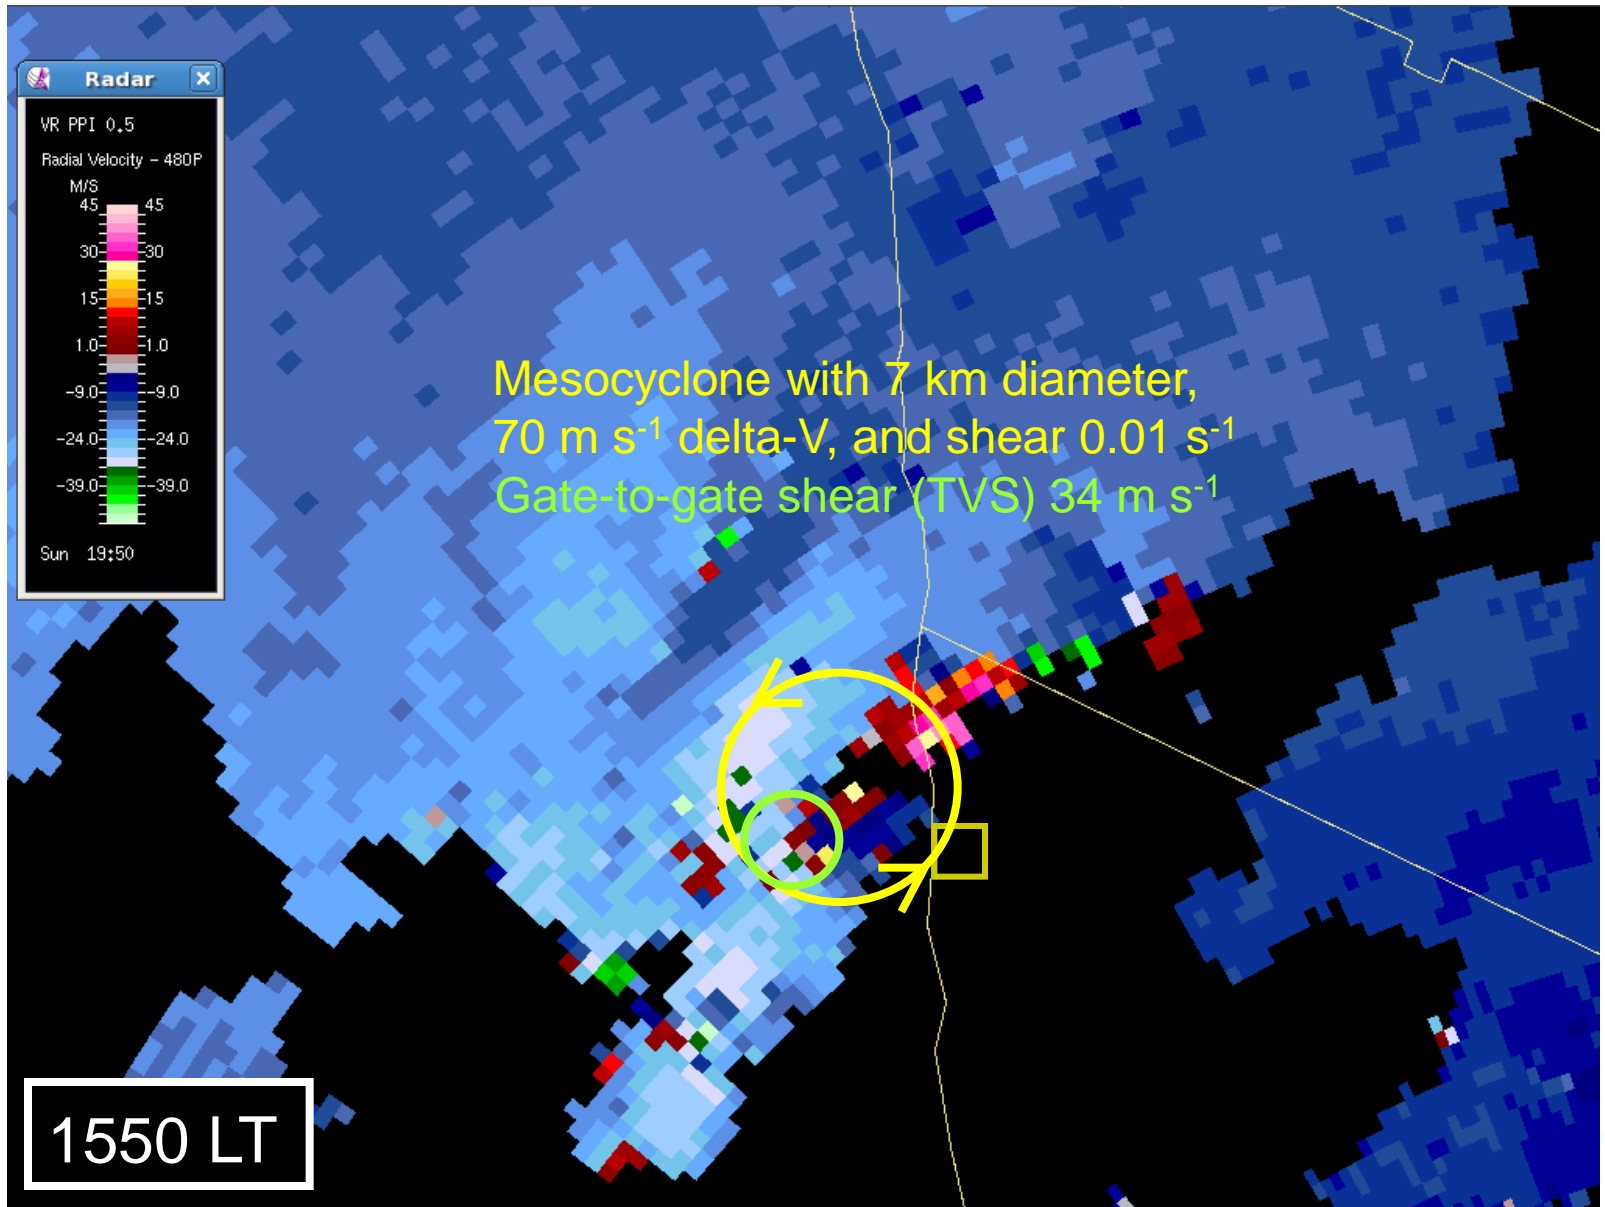 Radar
VR PPI 0.5
Radial Velocity - 480P
M/S
45 45
30 30
15 15
1.0 1.0
-9.0 -9.0
-24.0 -24.0
-39.0 -39.0
Sun 19:50
Mesocyclone with 7 km diameter,
70 m s-1 delta-V, and shear 0.01 s-1
Gate-to-gate shear (TVS) 34 m s-1
1550 LT